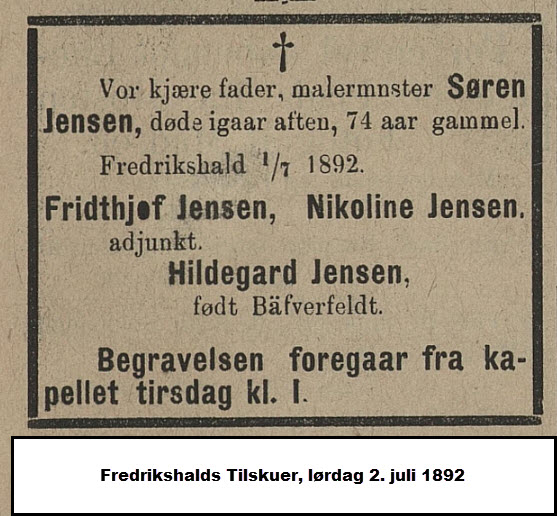 †
Vor kjære fader, malermnster Søren
Jensen, døde igaar aften, 74 aar gammel.
Fredrikshald 1/7 1892.
Fridthjof Jensen, Nikoline Jensen.
adjunkt.
Hildegard Jensen,
født Bäfverfeldt.
Begravelsen foregaar fra ka-
pellet tirsdag kl. I.
Fredrikshalds Tilskuer, lørdag 2. juli 1892